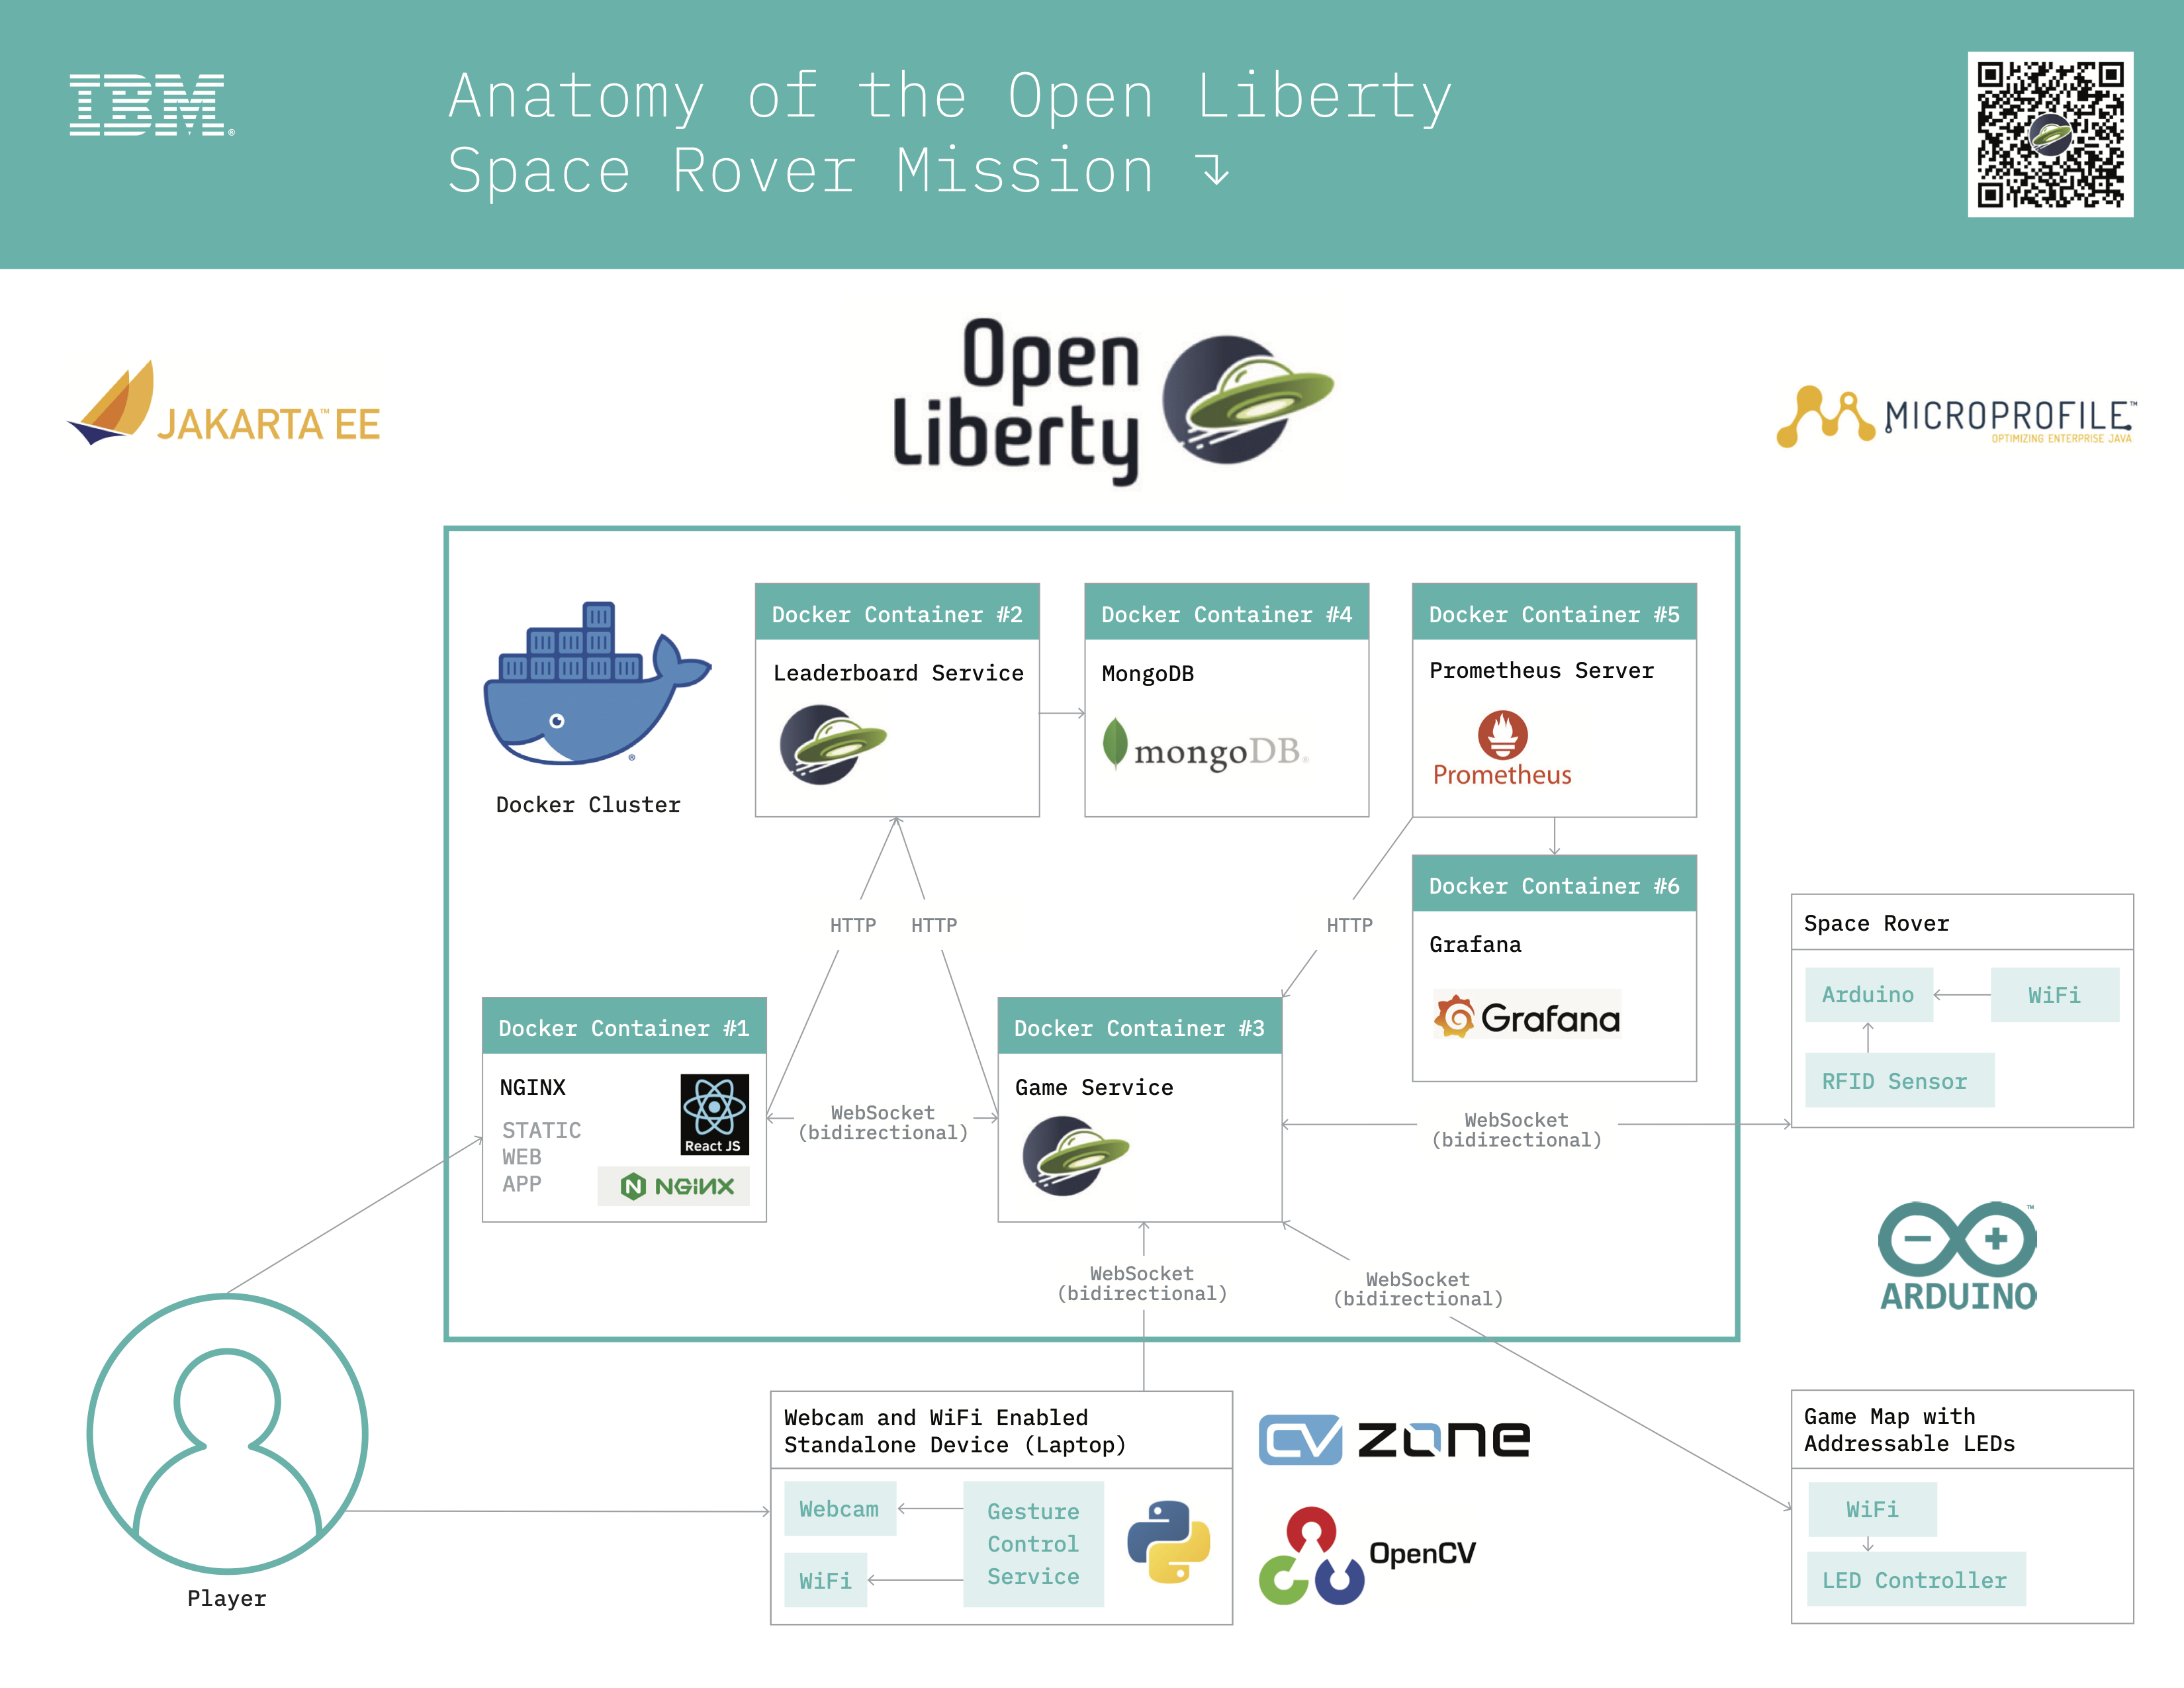 IBM®
Anatomy of the Open Liberty
Space Rover Mission ↴
JAKARTA™ EE
Open
Liberty
MICROPROFILE™
OPTIMIZING ENTERPRISE JAVA
Docker Cluster
Docker Container #2
Leaderboard Service
Docker Container #4
MongoDB
mongoDB®
Docker Container #5
Prometheus Server
Prometheus
HTTP
HTTP
HTTP
Docker Container #6
Grafana
Grafana
Docker Container #1
NGINX
STATIC
WEB
APP
React JS
NGINX
WebSocket
(bidirectional)
Docker Container #3
Game Service
WebSocket
(bidirectional)
Space Rover
Arduino
WiFi
RFID Sensor
ARDUINO™
WebSocket
(bidirectional)
WebSocket
(bidirectional)
Player
Webcam and WiFi Enabled
Standalone Device (Laptop)
Webcam
WiFi
Gesture
Control
Service
CV ZONE
OpenCV
Game Map with
Addressable LEDs
WiFi
LED Controller